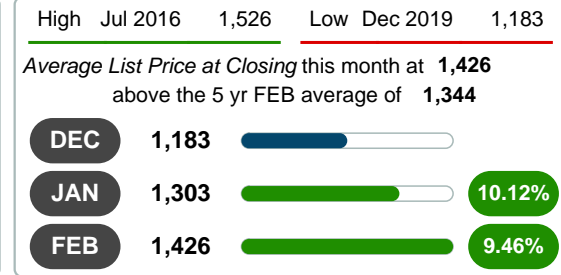 High Jul 2016 1,526 Low Dec 2019 1,183
Average List Price at Closing this month at 1,426
above the 5 yr FEB average of 1,344
DEC 1,183
JAN 1,303 10.12%
FEB 1,426 9.46%